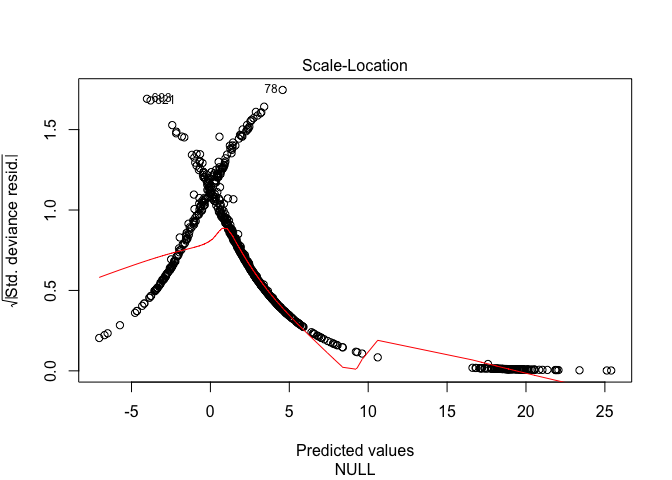 Scale-Location
78
√|Std. deviance resid.|
0.0 0.5 1.0 1.5
-5 0 5 10 15 20 25
Predicted values
NULL